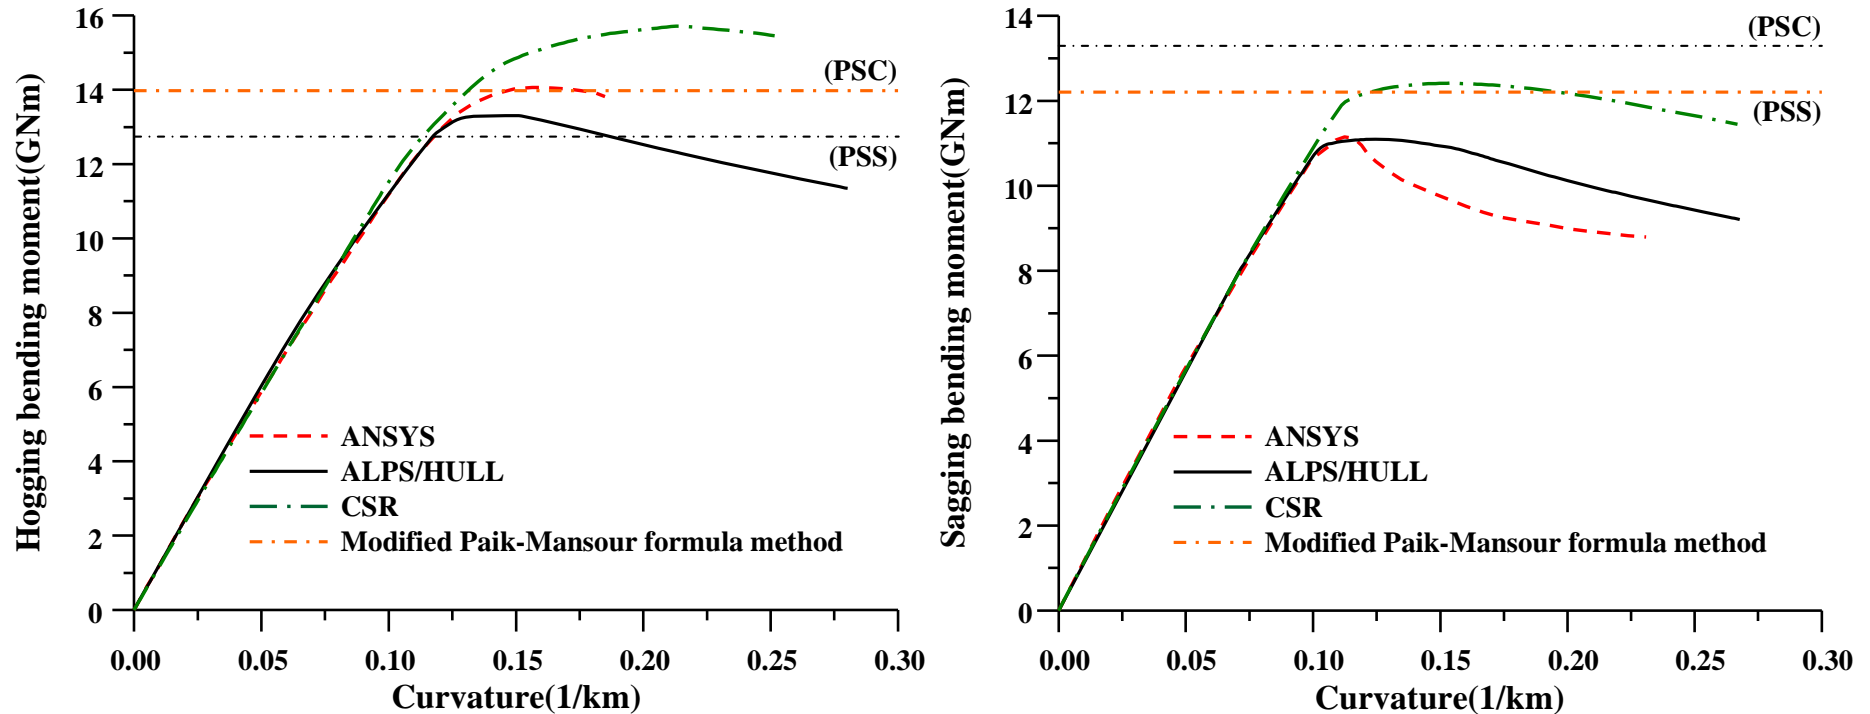 Hogging bending moment(GNm)
16
14
12
10
8
6
4
2
0
(PSC)
(PSS)
ANSYS
ALPS/HULL
CSR
Modified Paik-Mansour formula method
0.00 0.05 0.10 0.15 0.20 0.25 0.30
Curvature(1/km)
Sagging bending moment(GNm)
14
12
10
8
6
4
2
0
(PSC)
(PSS)
ANSYS
ALPS/HULL
CSR
Modified Paik-Mansour formula method
0.00 0.05 0.10 0.15 0.20 0.25 0.30
Curvature(1/km)